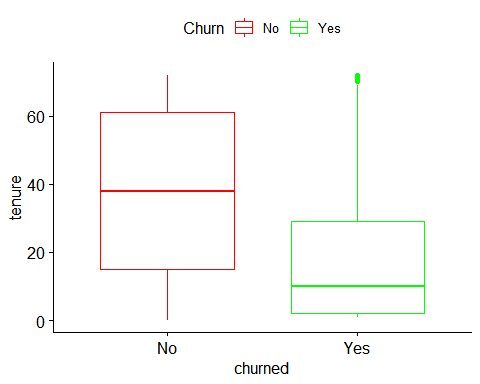 Churn No Yes
60
40
20
0
tenure
No Yes
churned